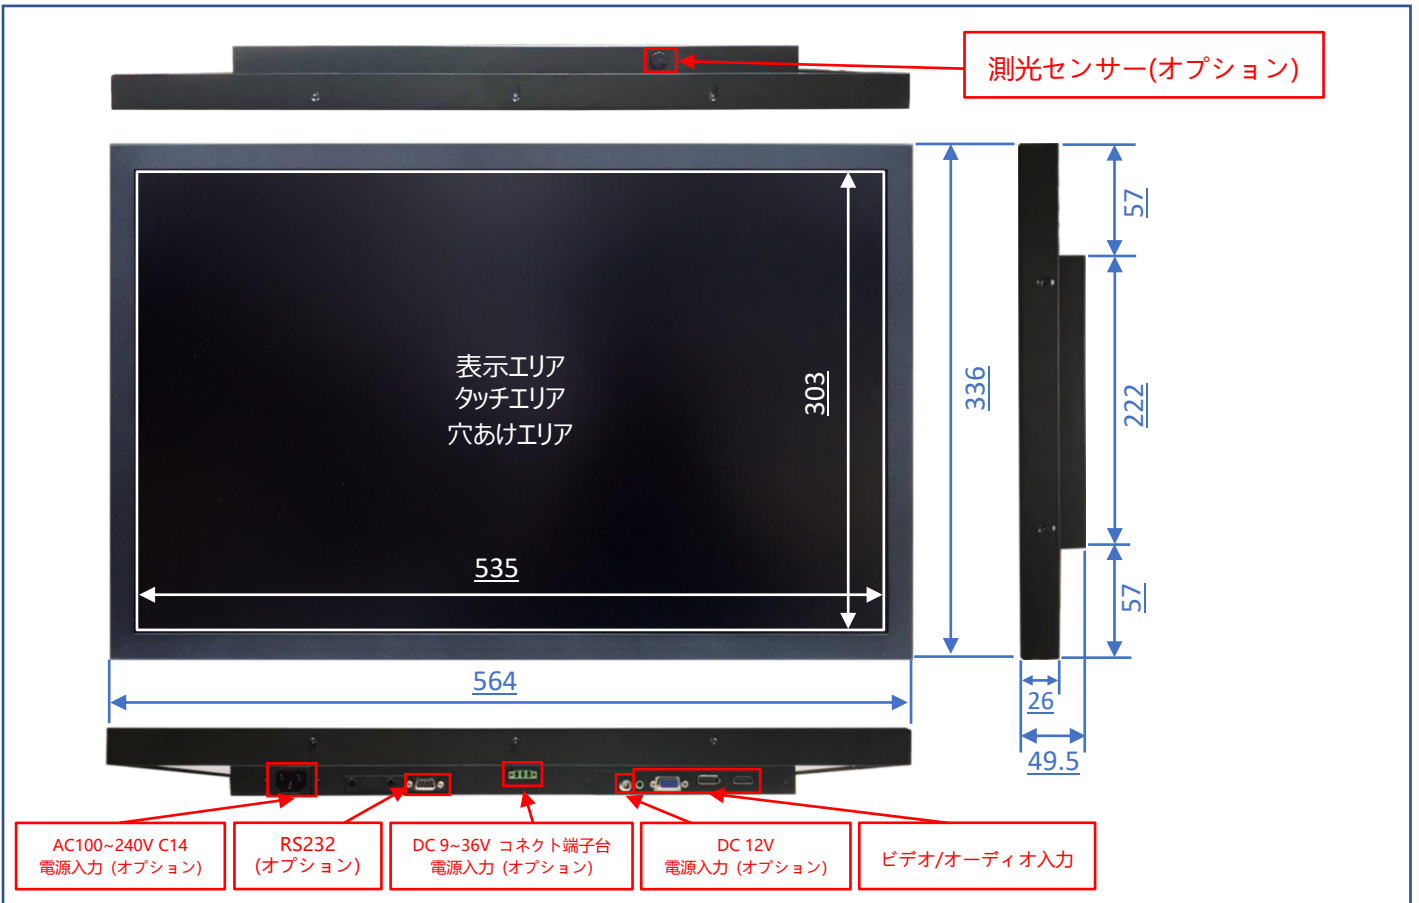 測光センサー(オプション)
表示エリア
タッチエリア
穴あけエリア
303
535
336
57
222
57
564
26
49.5
AC100~240V C14
電源入力 (オプション)
RS232
(オプション)
DC 9~36V コネクト端子台
電源入力 (オプション)
DC 12V
電源入力 (オプション)
ビデオ/オーディオ入力